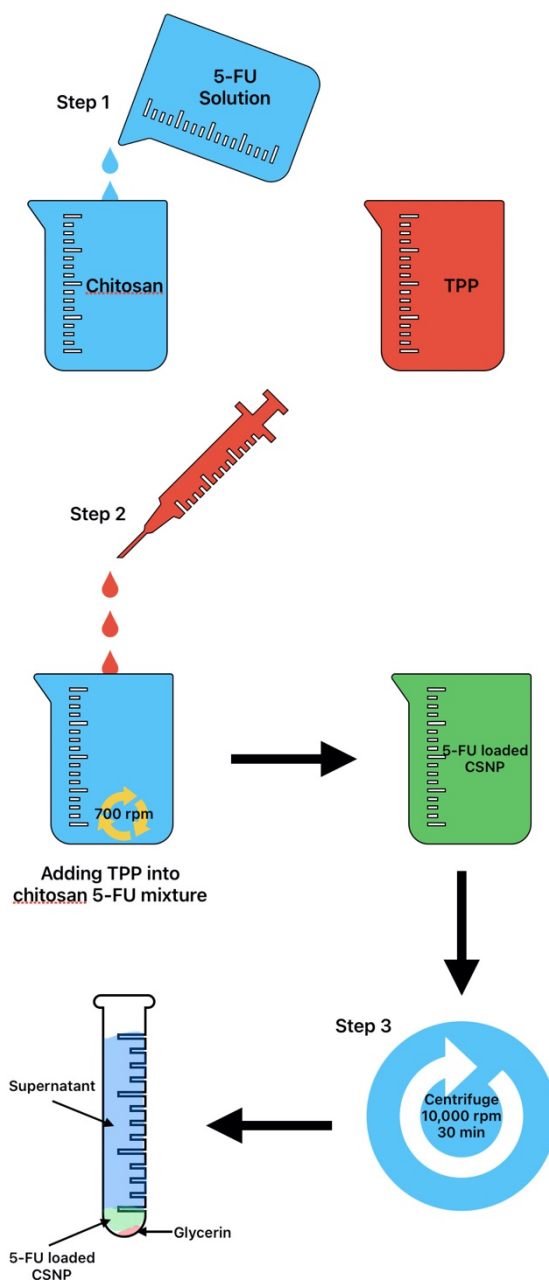 5-FU
Solution
Step 1
Chitosan
TPP
Step 2
700 rpm
Adding TPP into
chitosan 5-FU mixture
5-FU loaded
CSNP
Step 3
Centrifuge
10,000 rpm
30 min
Supernatant
Glycerin
5-FU loaded
CSNP